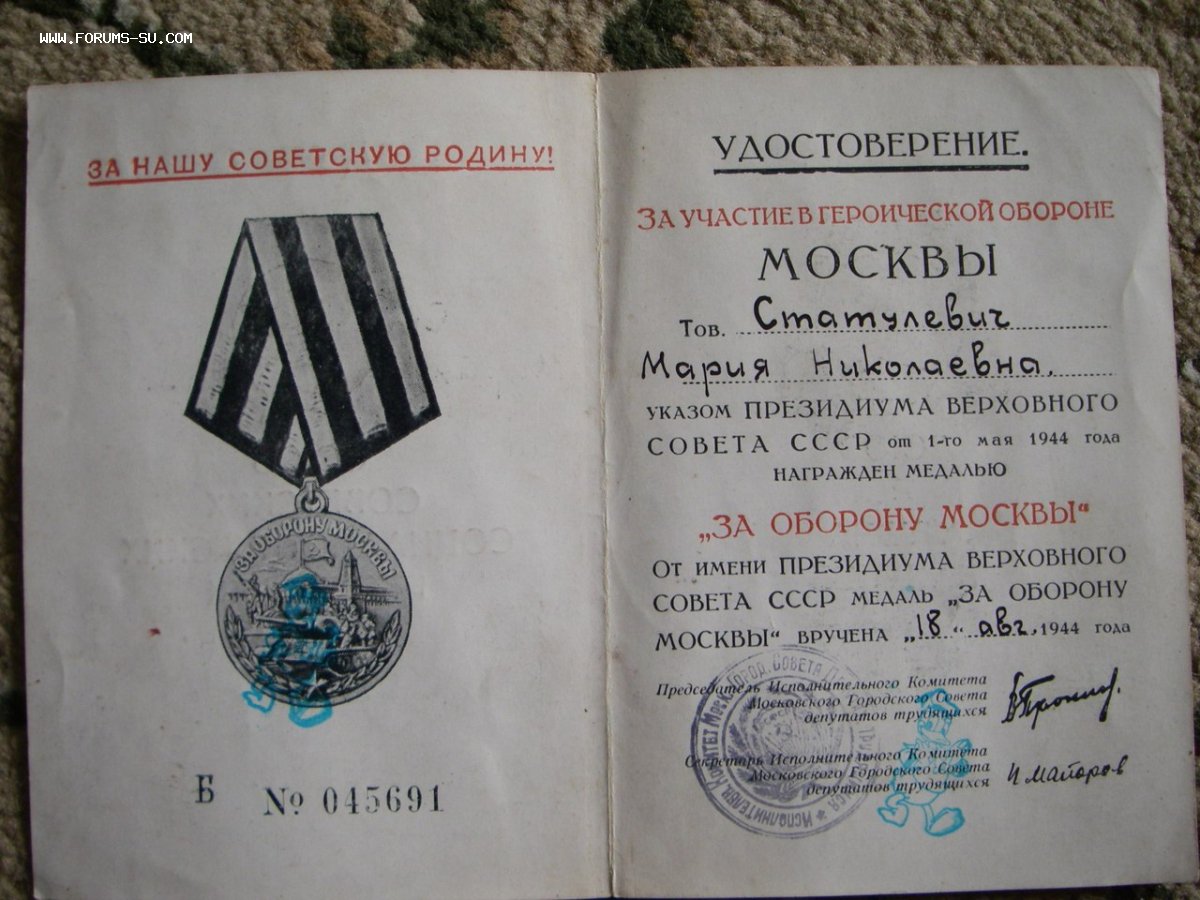 WWW.FORUMS-SU.COM
ЗА НАШУ СОВЕТСКУЮ РОДИНУ!
ЗА ОБОРОНУ МОСКВЫ
Б № 045691
УДОСТОВЕРЕНИЕ.
ЗА УЧАСТИЕ В ГЕРОИЧЕСКОЙ ОБОРОНЕ
МОСКВЫ
Тов. Статулевич
Мария Николаевна.
УКАЗОМ ПРЕЗИДИУМА ВЕРХОВНОГО
СОВЕТА СССР от 1-го мая 1944 года
НАГРАЖДЕН МЕДАЛЬЮ
„ЗА ОБОРОНУ МОСКВЫ“
От имени ПРЕЗИДИУМА ВЕРХОВНОГО
СОВЕТА СССР МЕДАЛЬ „ЗА ОБОРОНУ
МОСКВЫ“ ВРУЧЕНА „18“ авг. 1944 года
Председатель Исполнительного Комитета
Московского Городского Совета
депутатов трудящихся
Секретарь Исполнительного Комитета
Московского Городского Совета
депутатов трудящихся
И Майоров